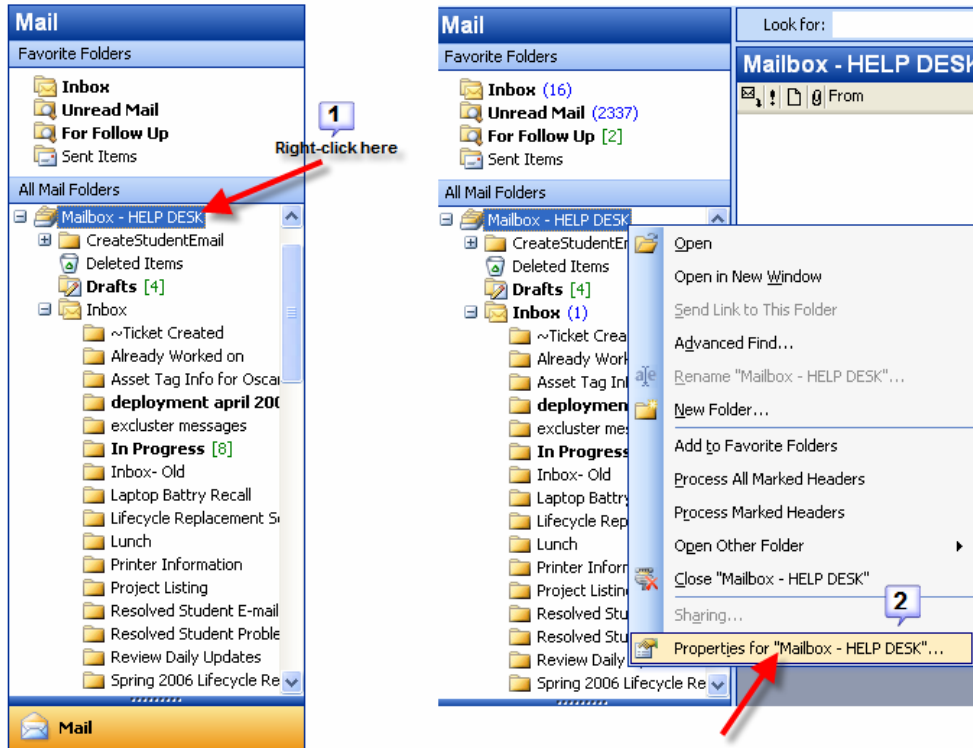 Mail
Favorite Folders
Inbox
Unread Mail
For Follow Up
Sent Items
1
Right-click here
All Mail Folders
Mailbox - HELP DESK
CreateStudentEmail
Deleted Items
Drafts [4]
Inbox
~Ticket Created
Already Worked on
Asset Tag Info for Oscar
deployment april 200
excluster messages
In Progress [8]
Inbox- Old
Laptop Battry Recall
Lifecycle Replacement S
Lunch
Printer Information
Project Listing
Resolved Student E-mail
Resolved Student Proble
Review Daily Updates
Spring 2006 Lifecycle Re
Mail
Mail
Favorite Folders
Inbox (16)
Unread Mail (2337)
For Follow Up [2]
Sent Items
All Mail Folders
Mailbox - HELP DESK
CreateStudentEr
Deleted Items
Drafts [4]
Inbox (1)
~Ticket Crea
Already Work
Asset Tag Inf
deploymen
excluster mes
In Progress
Inbox- Old
Laptop Battry
Lifecycle Rep
Lunch
Printer Inform
Project Listin
Resolved Stu
Resolved Stu
Review Daily
Spring 2006 Lifecycle Re
Look for:
Mailbox - HELP DESK
From
Open
Open in New Window
Send Link to This Folder
Advanced Find...
Rename "Mailbox - HELP DESK"...
New Folder...
Add to Favorite Folders
Process All Marked Headers
Process Marked Headers
Open Other Folder
Close "Mailbox - HELP DESK"
Sharing...
2
Properties for "Mailbox - HELP DESK"...